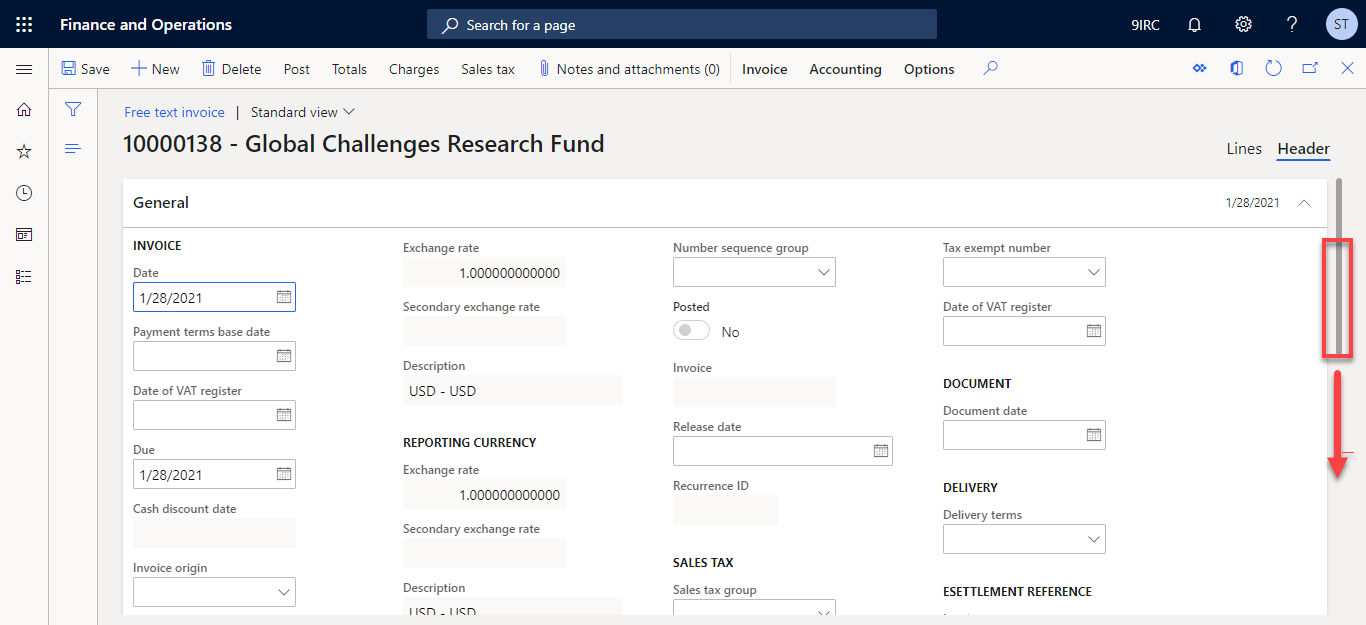 Finance and Operations
Search for a page
9IRC
?
ST
Save
New
Delete
Post
Totals
Charges
Sales tax
Notes and attachments (0)
Invoice
Accounting
Options
Free text invoice | Standard view
10000138 - Global Challenges Research Fund
Lines
Header
General
1/28/2021
INVOICE
Date
1/28/2021
Payment terms base date
Date of VAT register
Due
1/28/2021
Cash discount date
Invoice origin
Exchange rate
1.000000000000
Secondary exchange rate
Description
USD - USD
REPORTING CURRENCY
Exchange rate
1.000000000000
Secondary exchange rate
Description
USD - USD
Number sequence group
Posted
No
Invoice
Release date
Recurrence ID
SALES TAX
Sales tax group
Tax exempt number
Date of VAT register
DOCUMENT
Document date
DELIVERY
Delivery terms
ESETTLEMENT REFERENCE